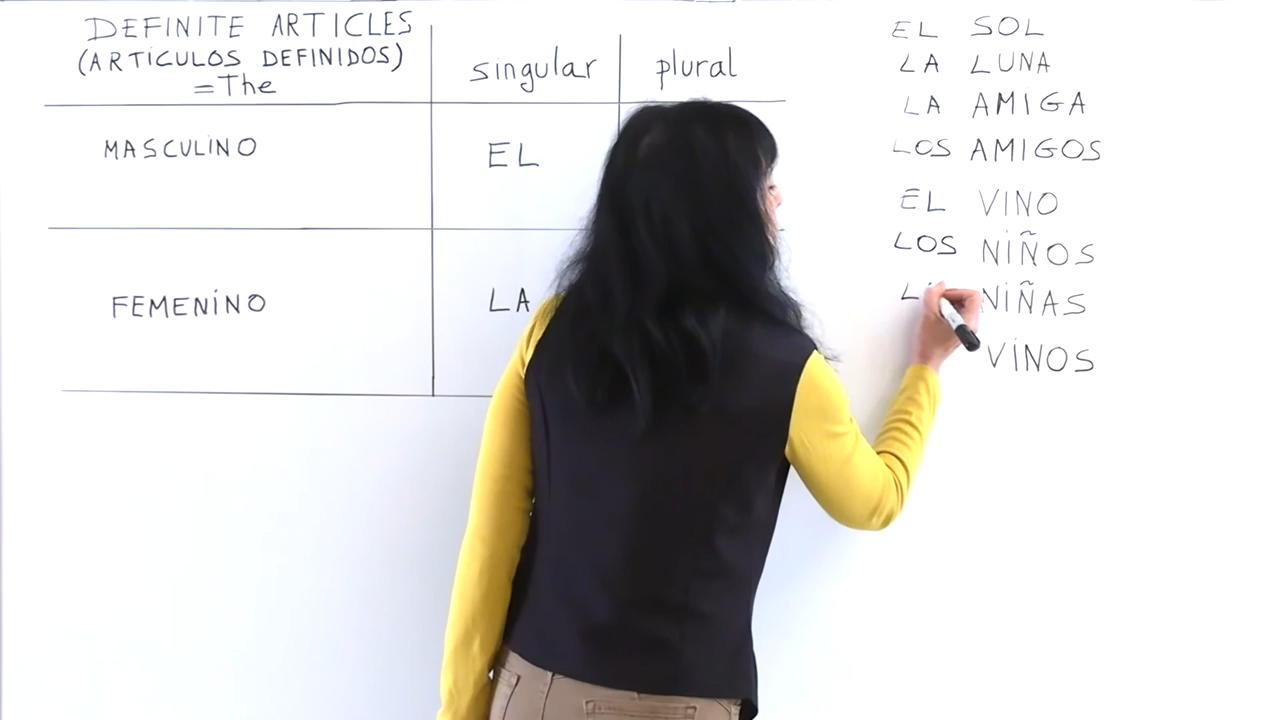 DEFINITE ARTICLES
(ARTÍCULOS DEFINIDOS)
=The
singular plural
MASCULINO EL
FEMENINO LA
EL SOL
LA LUNA
LA AMIGA
LOS AMIGOS
EL VINO
LOS NIÑOS
NIÑAS
VINOS